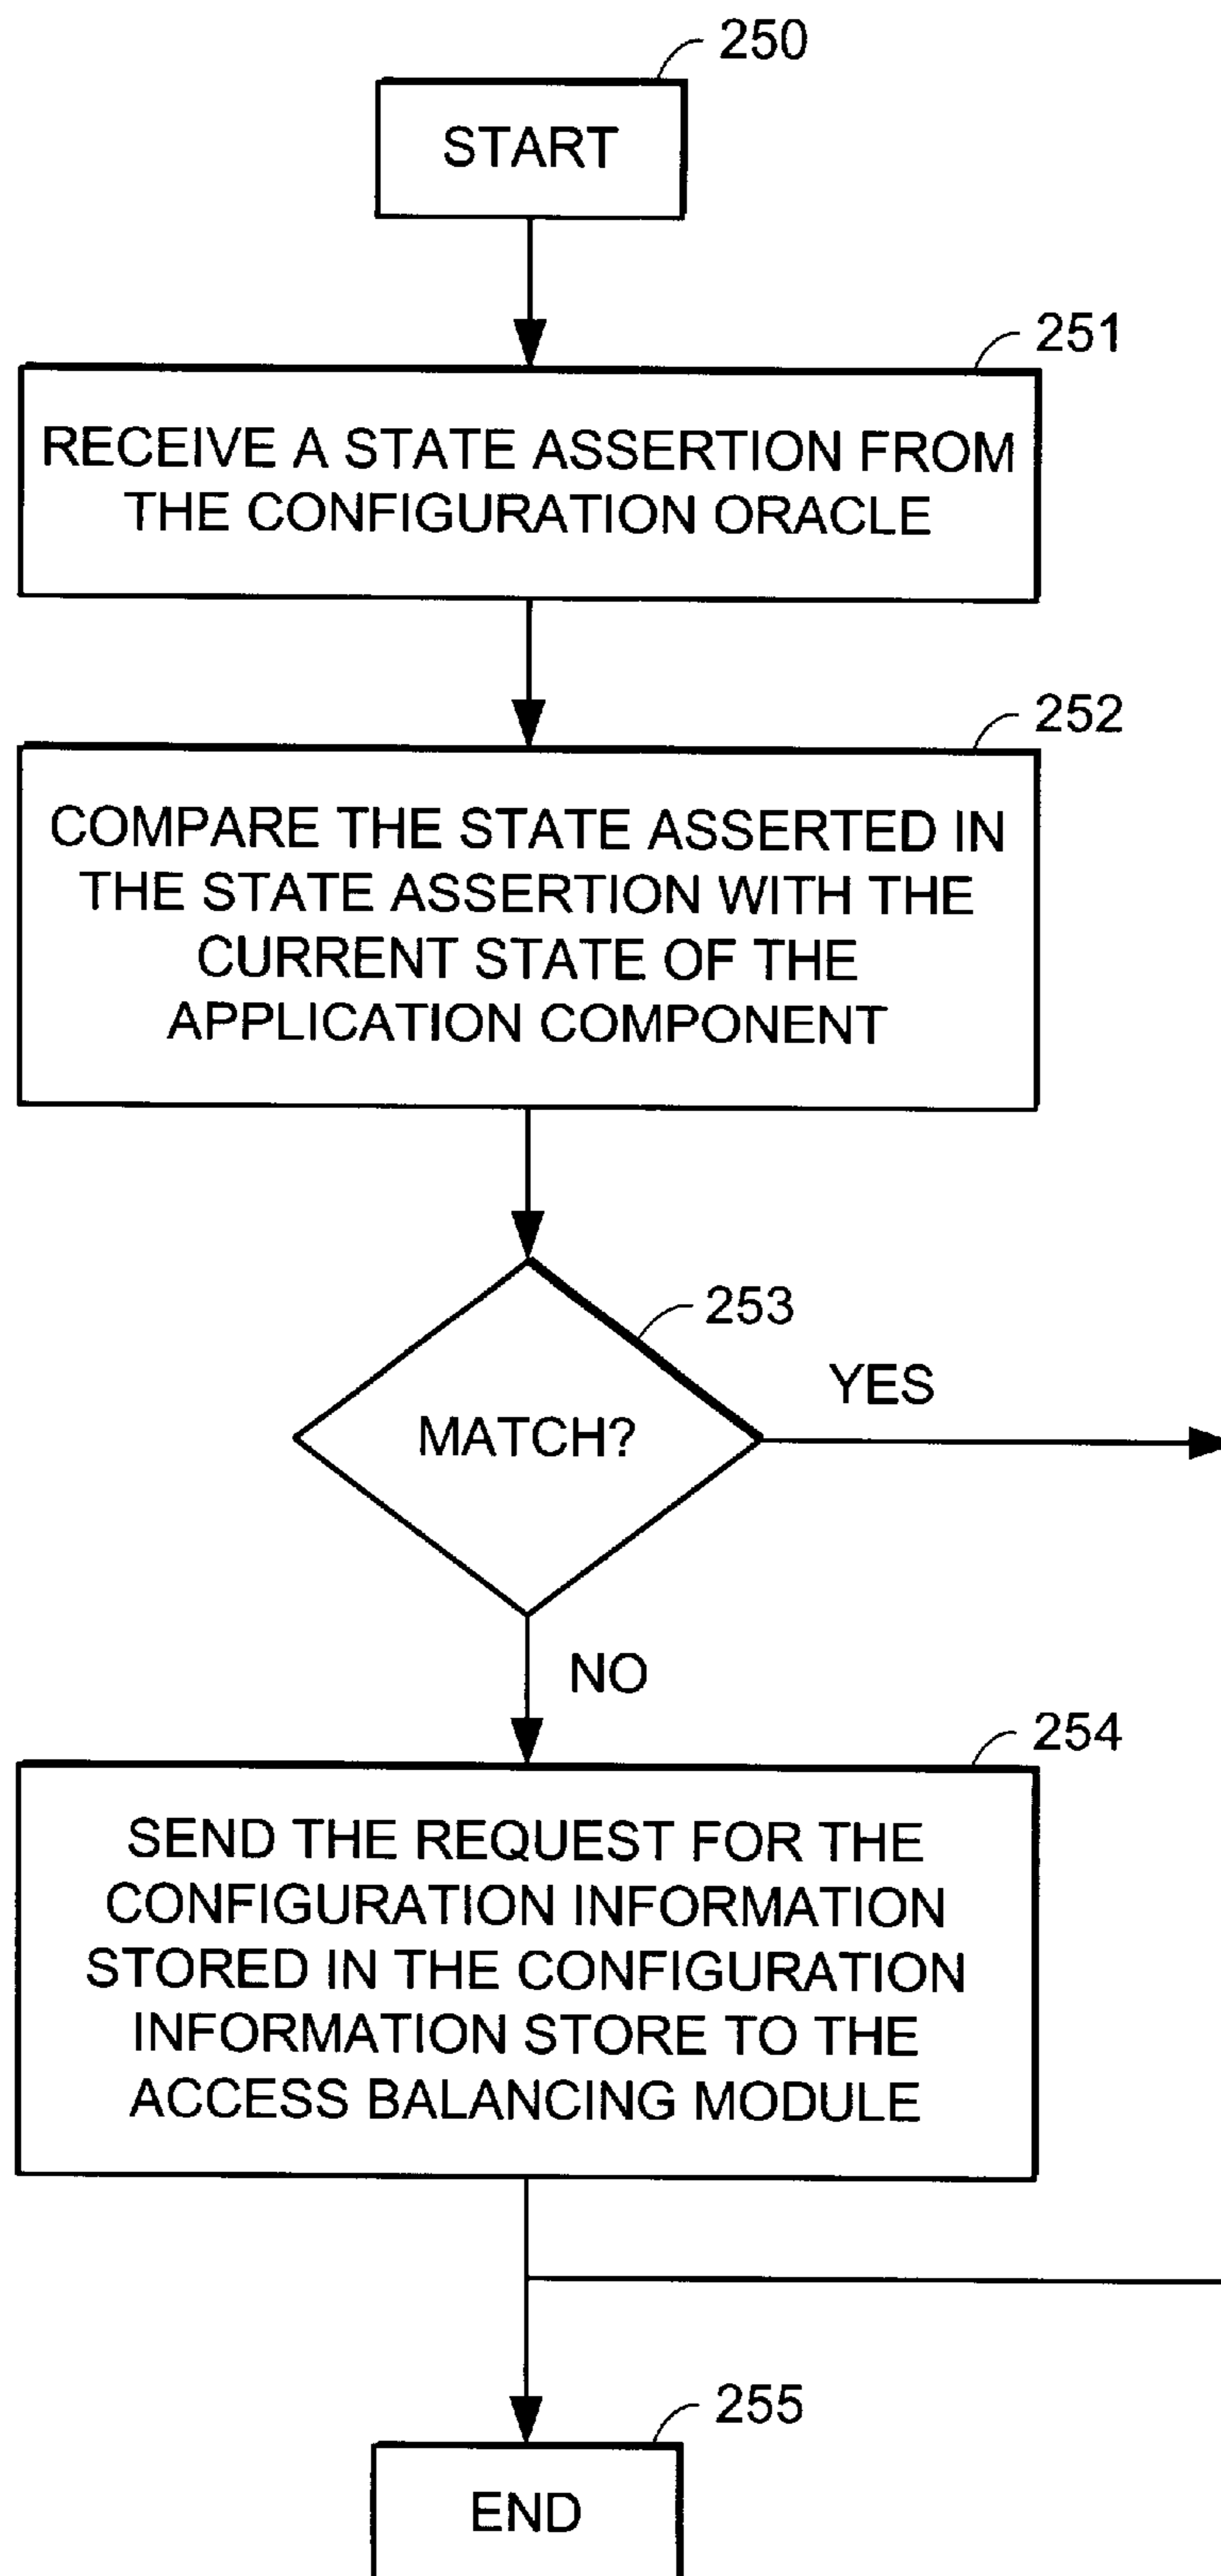 250
START
251
RECEIVE A STATE ASSERTION FROM
THE CONFIGURATION ORACLE
252
COMPARE THE STATE ASSERTED IN
THE STATE ASSERTION WITH THE
CURRENT STATE OF THE
APPLICATION COMPONENT
253
YES
MATCH?
NO
254
SEND THE REQUEST FOR THE
CONFIGURATION INFORMATION
STORED IN THE CONFIGURATION
INFORMATION STORE TO THE
ACCESS BALANCING MODULE
255
END